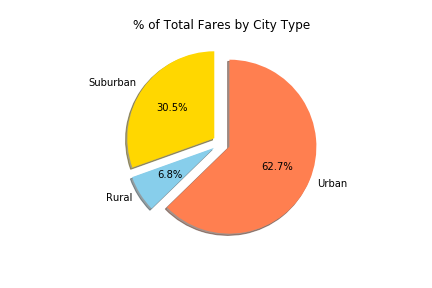 % of Total Fares by City Type
Suburban
30.5%
6.8%
62.7%
Rural
Urban